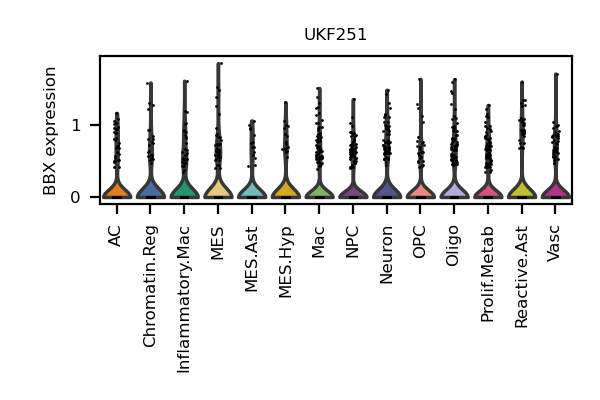 UKF251
BBX expression
1
0
AC
Chromatin.Reg
Inflammatory.Mac
MES
MES.Ast
MES.Hyp
Mac
NPC
Neuron
OPC
Oligo
Prolif.Metab
Reactive.Ast
Vasc